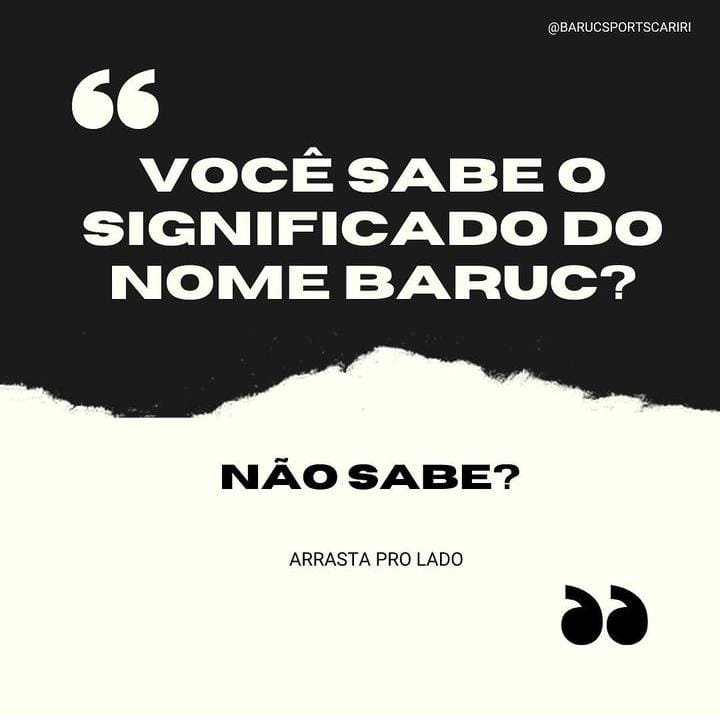 @BARUCSPORTSCARIRI
“
VOCÊ SABE O
SIGNIFICADO DO
NOME BARUC?
NÃO SABE?
ARRASTA PRO LADO
”